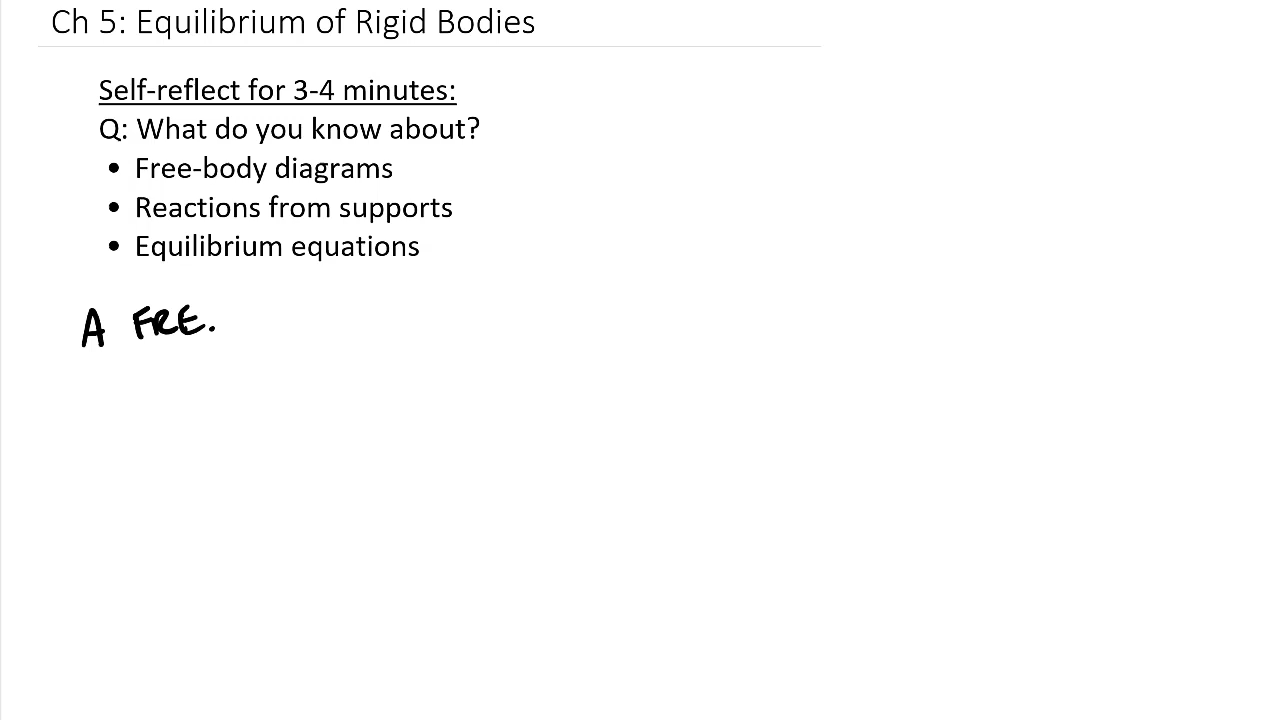 Ch 5: Equilibrium of Rigid Bodies
Self-reflect for 3-4 minutes:
Q: What do you know about?
• Free-body diagrams
• Reactions from supports
• Equilibrium equations
A FRE.